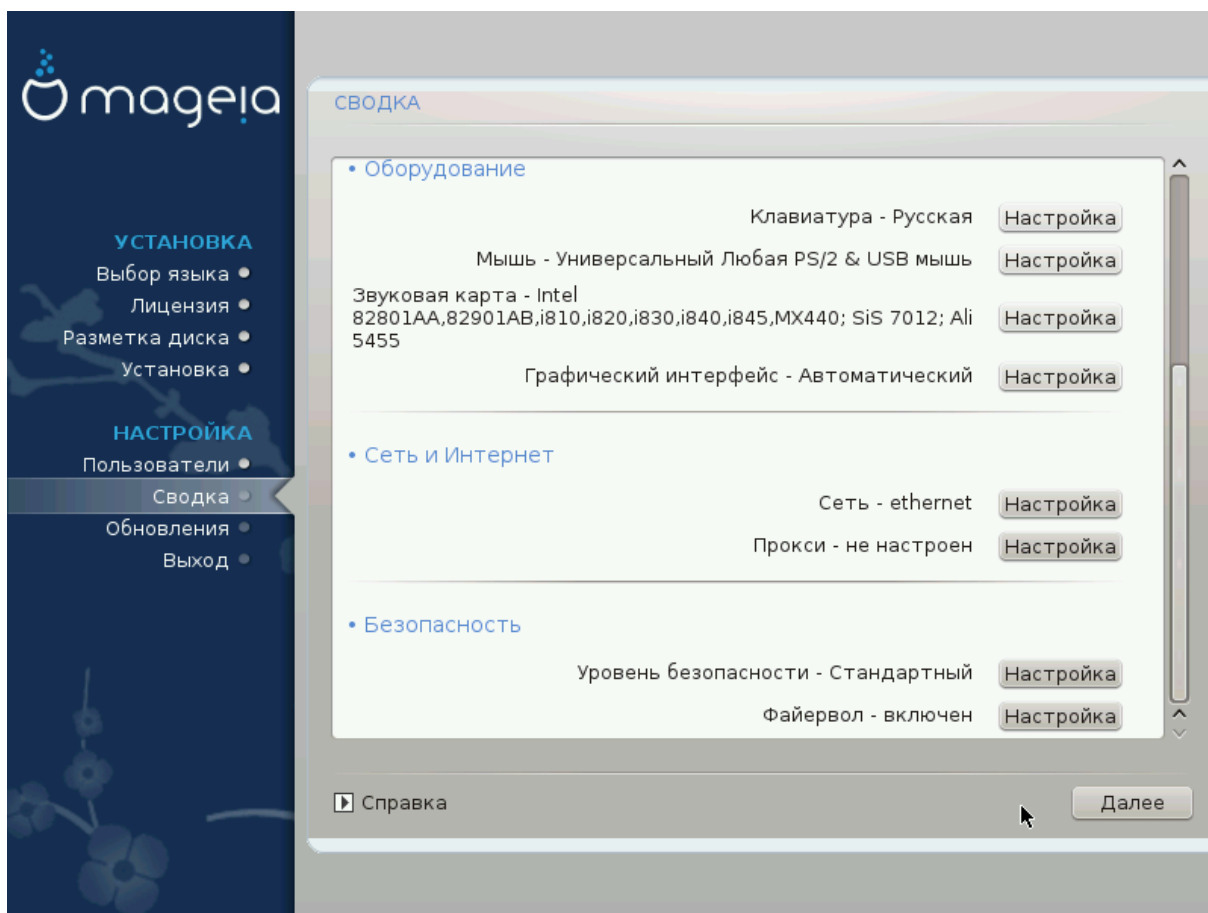 mageia
УСТАНОВКА
Выбор языка
Лицензия
Разметка диска
Установка
НАСТРОЙКА
Пользователи
Сводка
Обновления
Выход
СВОДКА
• Оборудование
Клавиатура - Русская Настройка
Мышь - Универсальный Любая PS/2 & USB мышь Настройка
Звуковая карта - Intel
82801AA,82901AB,i810,i820,i830,i840,i845,MX440; SiS 7012; Ali Настройка
5455
Графический интерфейс - Автоматический Настройка
• Сеть и Интернет
Сеть - ethernet Настройка
Прокси - не настроен Настройка
• Безопасность
Уровень безопасности - Стандартный Настройка
Файервол - включен Настройка
Справка
Далее